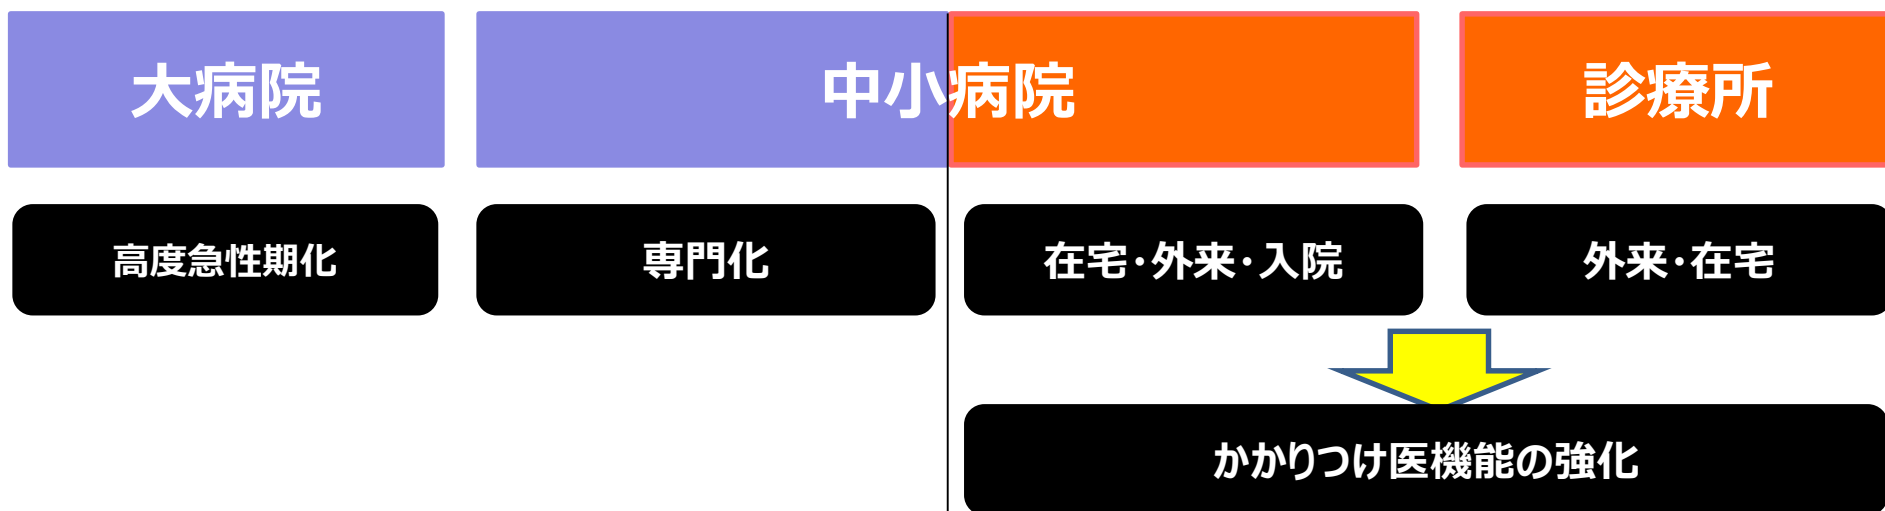 大病院
中小病院
診療所
高度急性期化
専門化
在宅･外来･入院
外来･在宅
かかりつけ医機能の強化